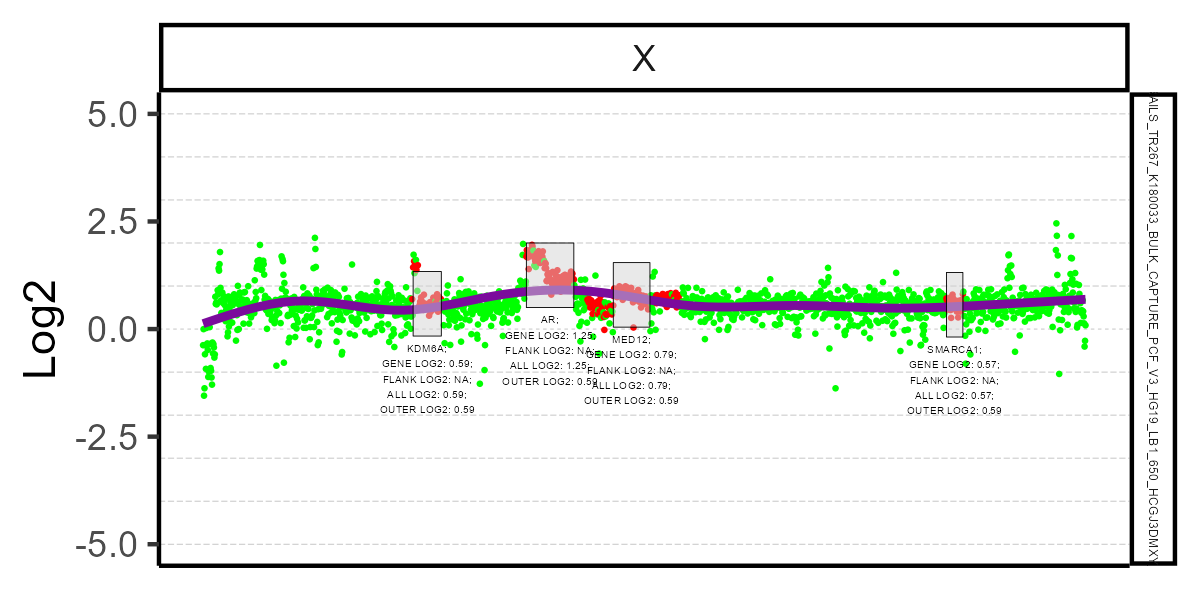 X
5.0
2.5
0.0
-2.5
-5.0
Log2
KDM6A;
GENE LOG2: 0.59;
FLANK LOG2: NA;
ALL LOG2: 0.59;
OUTER LOG2: 0.59
AR;
GENE LOG2: 1.25;
FLANK LOG2: NA;
ALL LOG2: 1.25;
OUTER LOG2: 0.59
MED12;
GENE LOG2: 0.79;
FLANK LOG2: NA;
ALL LOG2: 0.79;
OUTER LOG2: 0.59
SMARCA1;
GENE LOG2: 0.57;
FLANK LOG2: NA;
ALL LOG2: 0.57;
OUTER LOG2: 0.59
AILS_TR267_K180033_BULK_CAPTURE_PCF_V3_HG19_LB1_650_HCGJ3DMXY